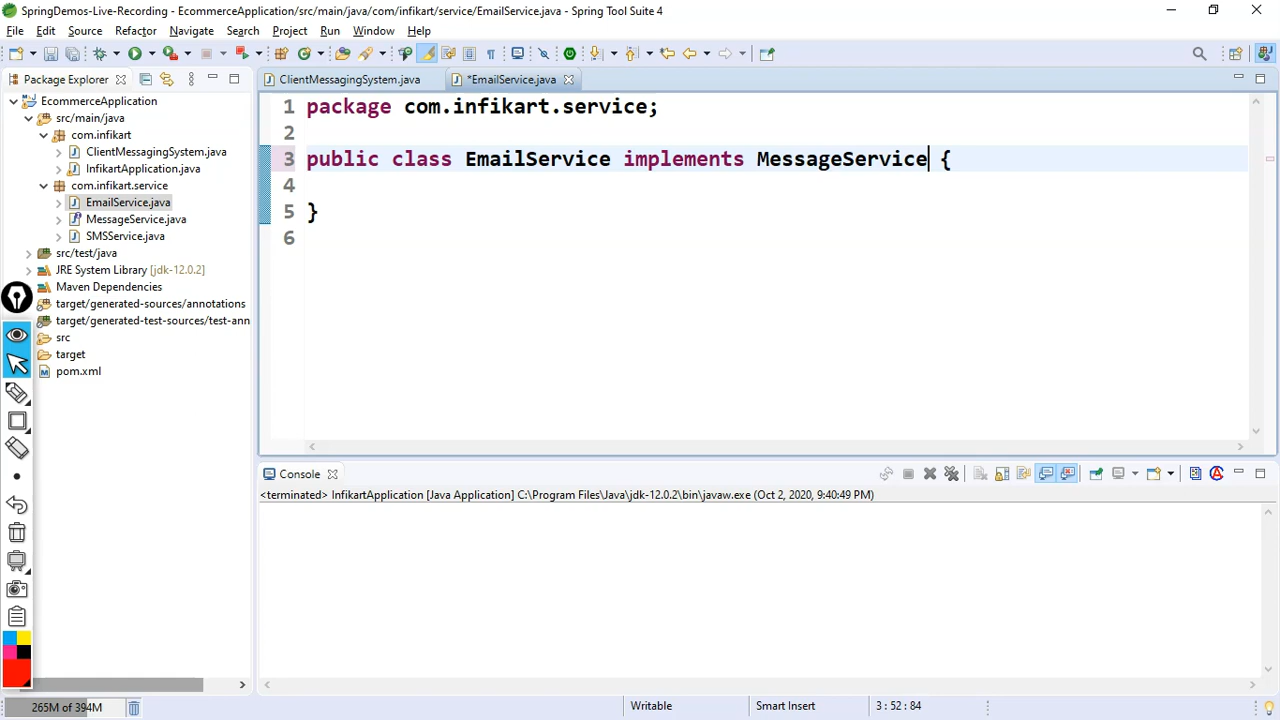 SpringDemos-Live-Recording - EcommerceApplication/src/main/java/com/infikart/service/EmailService.java - Spring Tool Suite 4
File Edit Source Refactor Navigate Search Project Run Window Help
Package Explorer
ClientMessagingSystem.java
*EmailService.java
EcommerceApplication
src/main/java
com.infikart
ClientMessagingSystem.java
InfikartApplication.java
com.infikart.service
EmailService.java
MessageService.java
SMSService.java
src/test/java
JRE System Library [jdk-12.0.2]
Maven Dependencies
target/generated-sources/annotations
target/generated-test-sources/test-ann
src
target
pom.xml
1 package com.infikart.service;
2
3 public class EmailService implements MessageService {
4
5 }
6
Console
<terminated> InfikartApplication [Java Application] C:\Program Files\Java\jdk-12.0.2\bin\javaw.exe (Oct 2, 2020, 9:40:49 PM)
265M of 394M
Writable
Smart Insert
3 : 52 : 84